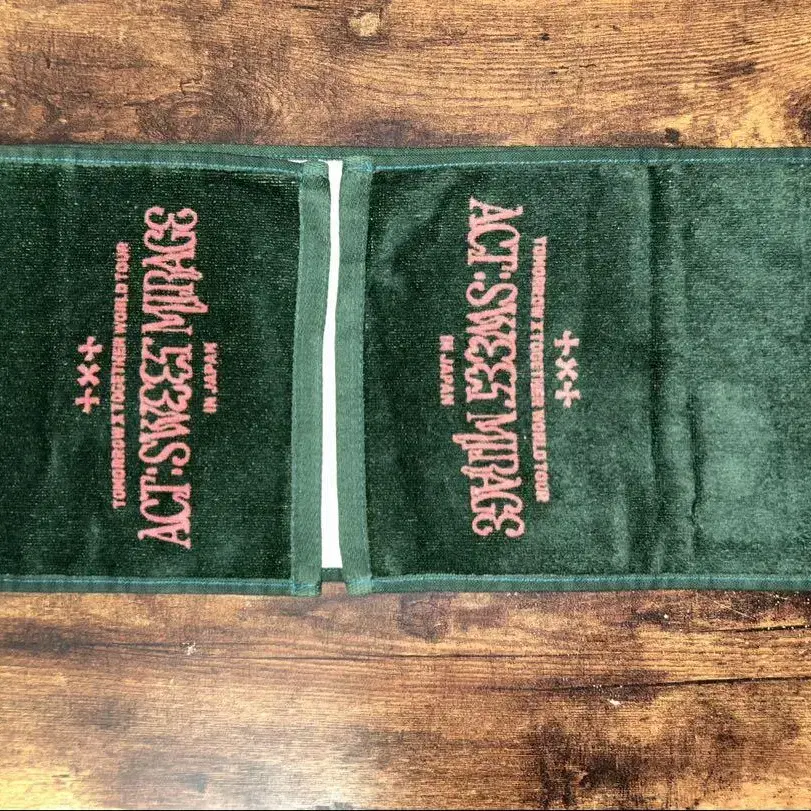 +×+
TOMORROW X TOGETHER WORLD TOUR
ACT:SWEET MIRAGE
IN JAPAN
+×+
TOMORROW X TOGETHER WORLD TOUR
ACT:SWEET MIRAGE
IN JAPAN